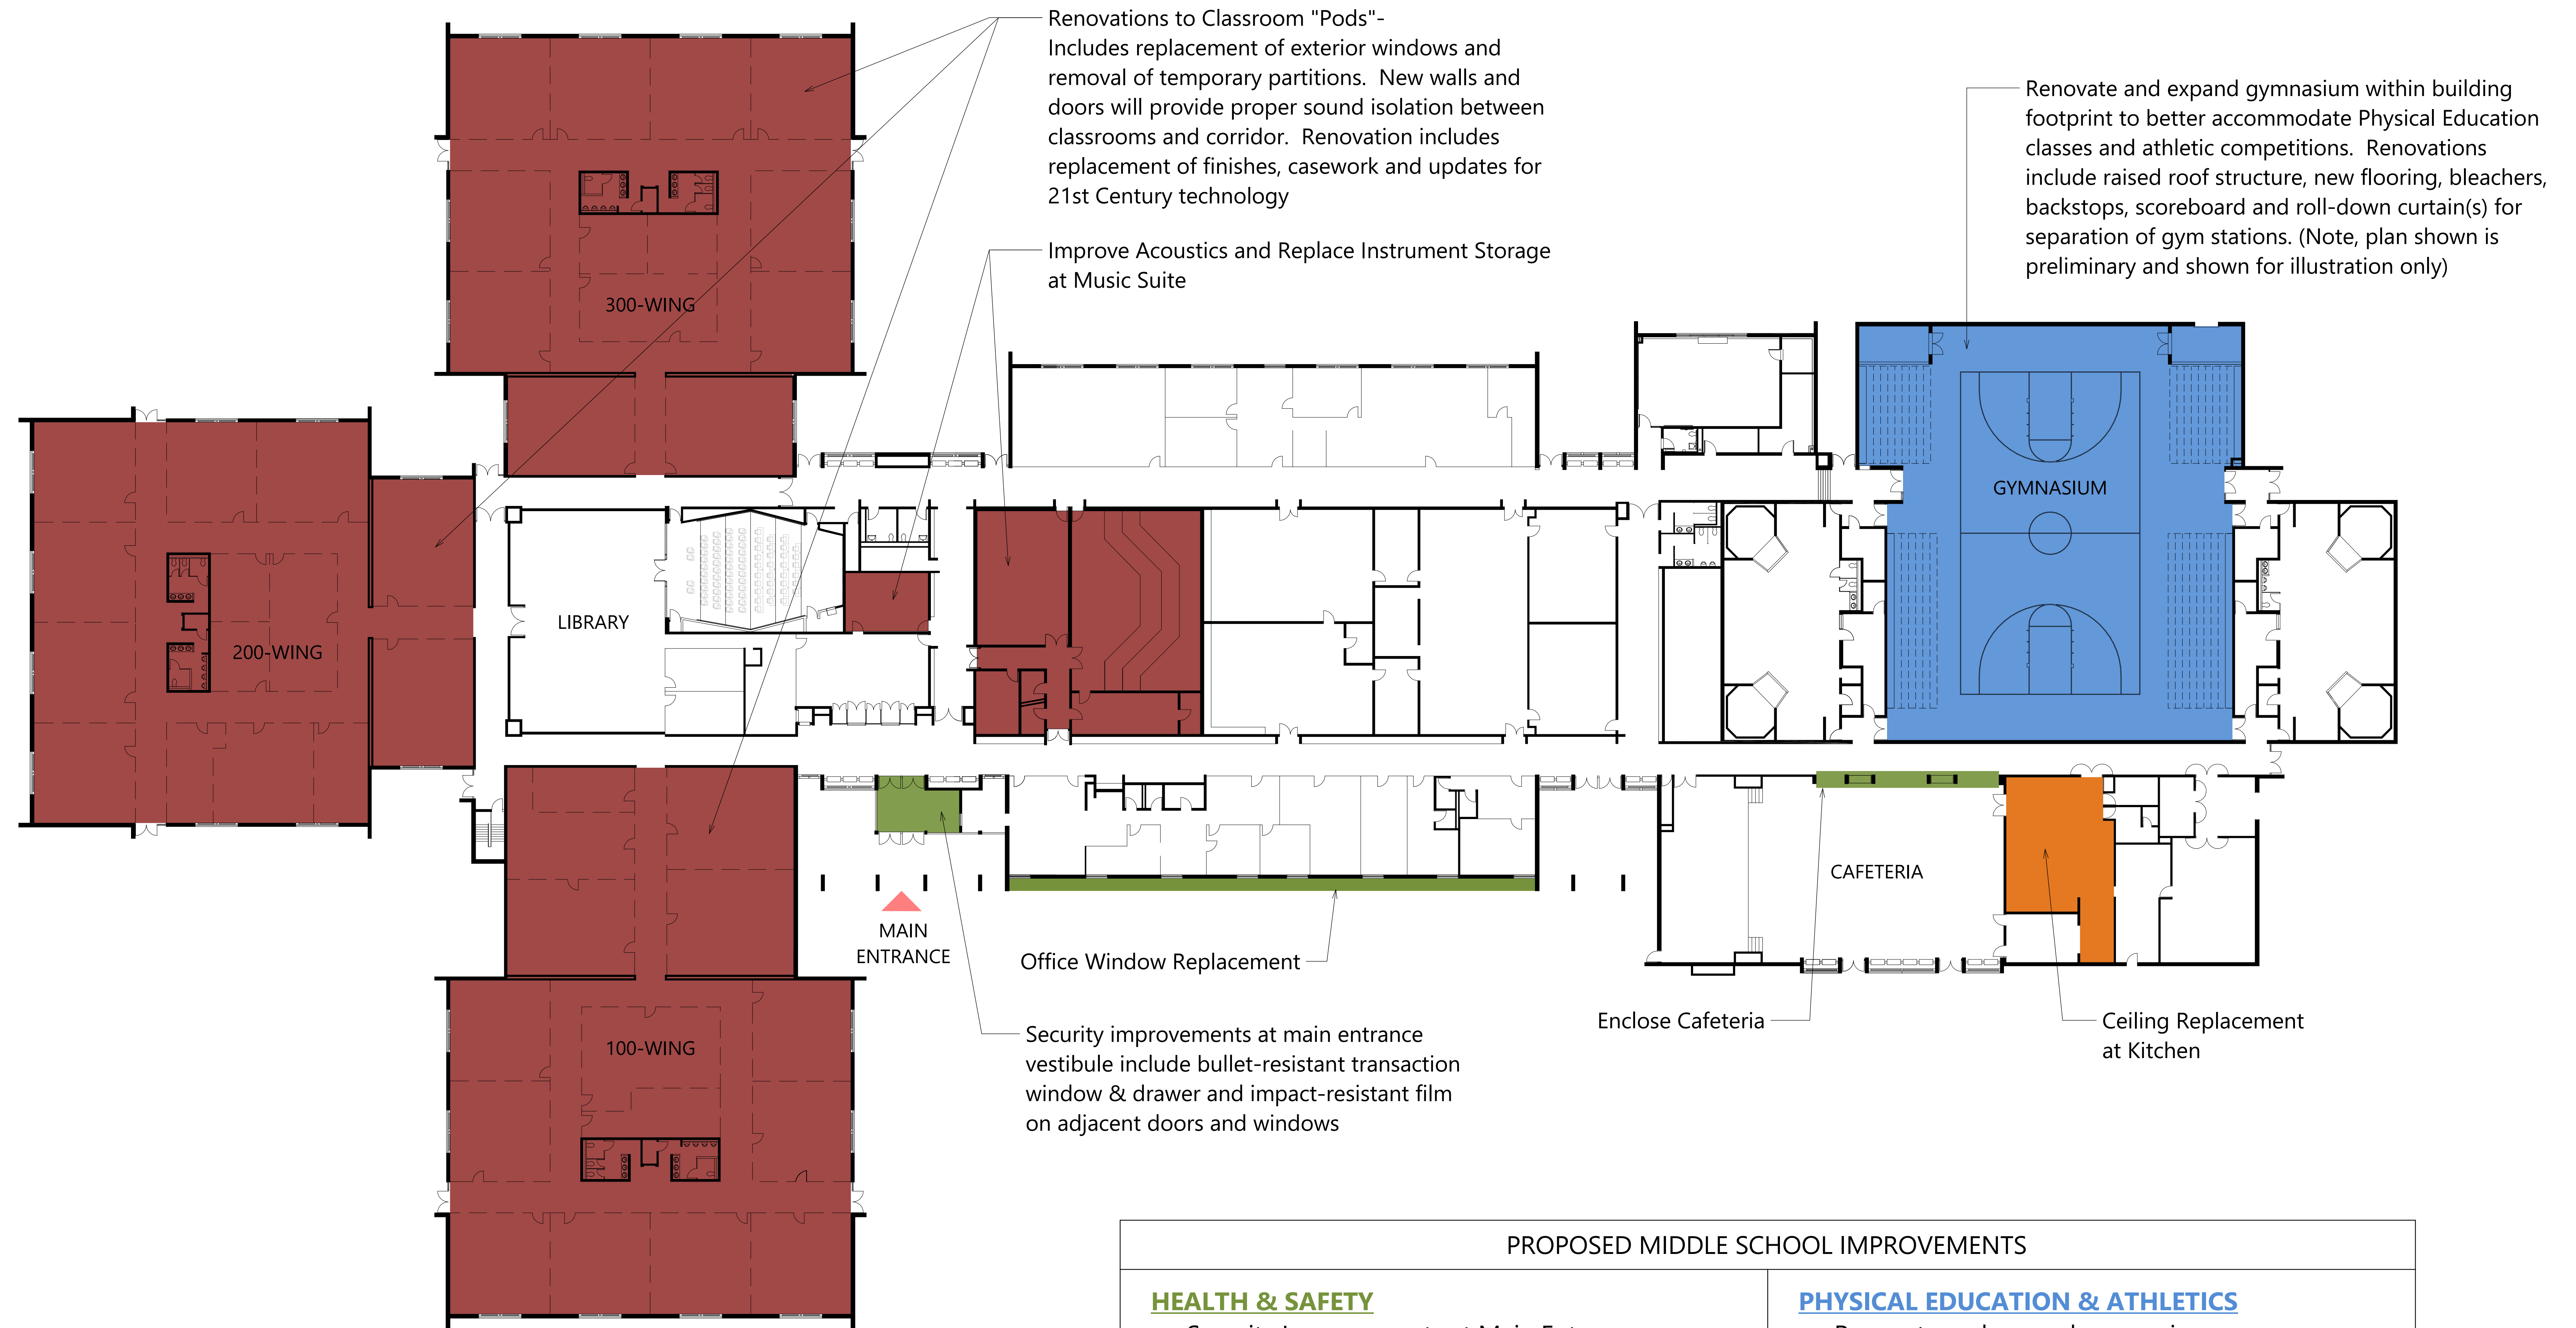 Renovations to Classroom "Pods"-
Includes replacement of exterior windows and
removal of temporary partitions. New walls and
doors will provide proper sound isolation between
classrooms and corridor. Renovation includes
replacement of finishes, casework and updates for
21st Century technology
Renovate and expand gymnasium within building
footprint to better accommodate Physical Education
classes and athletic competitions. Renovations
include raised roof structure, new flooring, bleachers,
backstops, scoreboard and roll-down curtain(s) for
separation of gym stations. (Note, plan shown is
preliminary and shown for illustration only)
Improve Acoustics and Replace Instrument Storage
at Music Suite
300-WING
GYMNASIUM
LIBRARY
200-WING
CAFETERIA
MAIN
ENTRANCE
Office Window Replacement
Enclose Cafeteria
Ceiling Replacement
at Kitchen
Security improvements at main entrance
vestibule include bullet-resistant transaction
window & drawer and impact-resistant film
on adjacent doors and windows
100-WING
PROPOSED MIDDLE SCHOOL IMPROVEMENTS
HEALTH & SAFETY
PHYSICAL EDUCATION & ATHLETICS